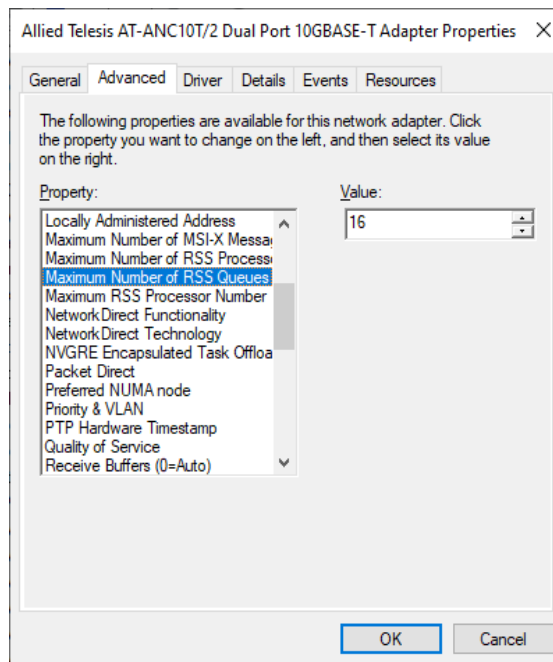 Allied Telesis AT-ANC10T/2 Dual Port 10GBASE-T Adapter Properties
General Advanced Driver Details Events Resources
The following properties are available for this network adapter. Click
the property you want to change on the left, and then select its value
on the right.
Property:
Value:
Locally Administered Address
16
Maximum Number of MSI-X Messa
Maximum Number of RSS Process
Maximum Number of RSS Queues
Maximum RSS Processor Number
NetworkDirect Functionality
NetworkDirect Technology
NVGRE Encapsulated Task Offloa
Packet Direct
Preferred NUMA node
Priority & VLAN
PTP Hardware Timestamp
Quality of Service
Receive Buffers (0=Auto)
OK
Cancel